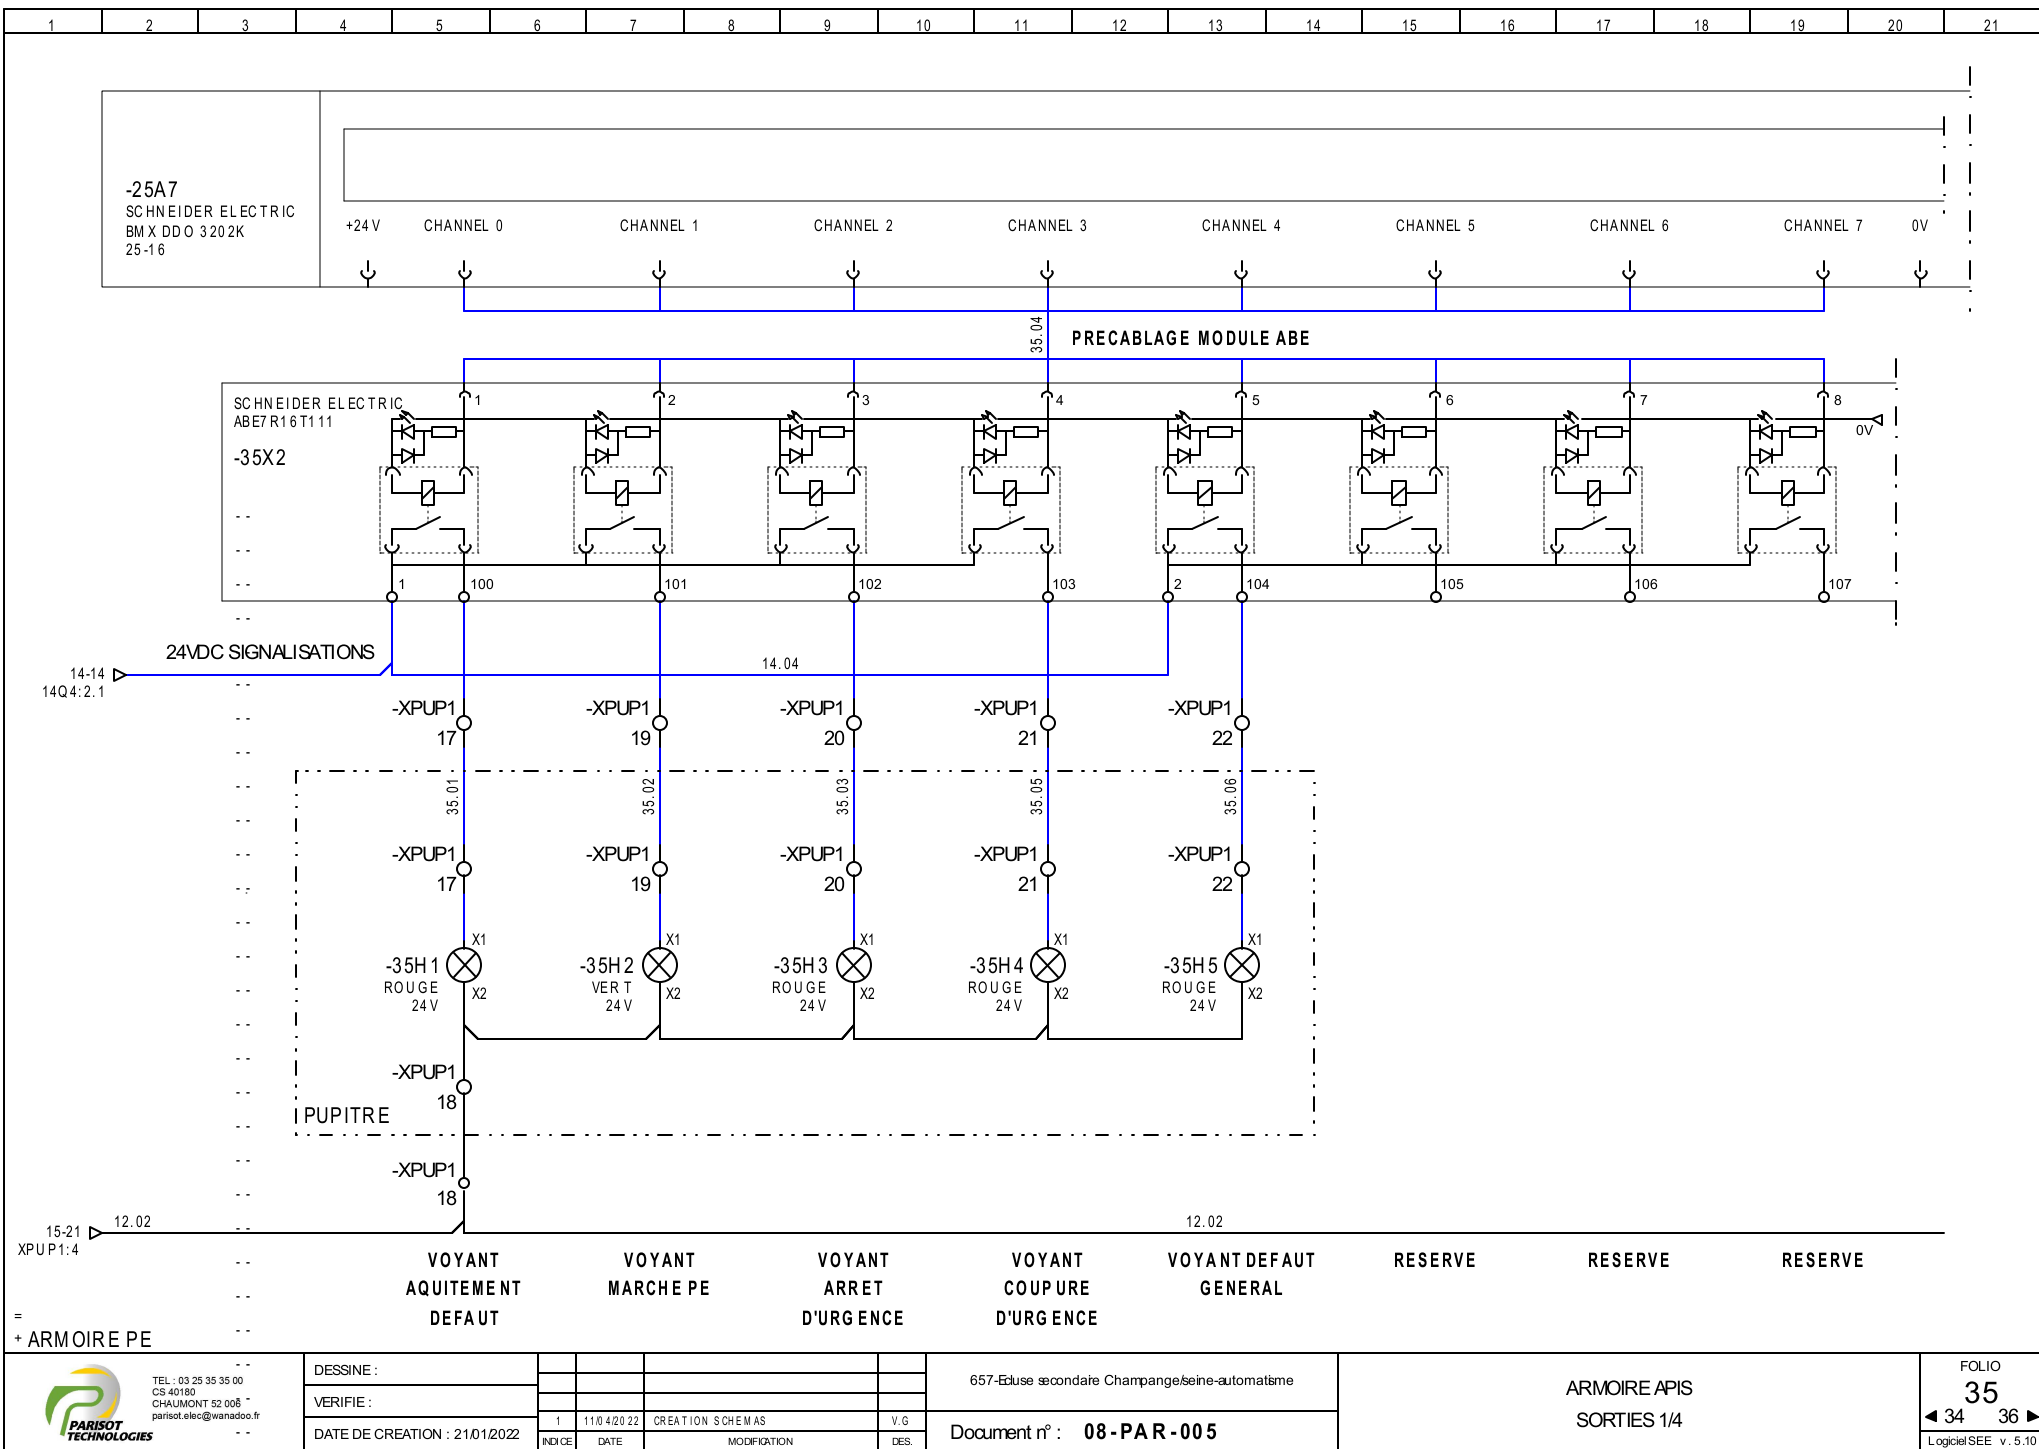 1 2 3 4 5 6 7 8 9 10 11 12 13 14 15 16 17 18 19 20 21
-25A7
SCHNEIDER ELECTRIC
BMX DDO 3202K
25-16
+24V CHANNEL 0 CHANNEL 1 CHANNEL 2 CHANNEL 3 CHANNEL 4 CHANNEL 5 CHANNEL 6 CHANNEL 7 0V
35.04
PRECABLAGE MODULE ABE
SCHNEIDER ELECTRIC
ABE7R16T111
-35X2
1 2 3 4 5 6 7 8
0V
1 100 101 102 103 2 104 105 106 107
24VDC SIGNALISATIONS
14-14
14Q4:2.1
14.04
-XPUP1 -XPUP1 -XPUP1 -XPUP1 -XPUP1
17 19 20 21 22
35.01 35.02 35.03 35.05 35.06
-XPUP1 -XPUP1 -XPUP1 -XPUP1 -XPUP1
17 19 20 21 22
X1 X1 X1 X1 X1
-35H1 -35H2 -35H3 -35H4 -35H5
ROUGE VERT ROUGE ROUGE ROUGE
X2 X2 X2 X2 X2
24V 24V 24V 24V 24V
-XPUP1
18
PUPITRE
-XPUP1
18
15-21
XPUP1:4
12.02 12.02
VOYANT VOYANT VOYANT VOYANT VOYANT DEFAUT RESERVE RESERVE RESERVE
AQUITEMENT MARCHE PE ARRET COUPURE GENERAL
DEFAUT D'URGENCE D'URGENCE
=
+ ARMOIRE PE
PARISOT
TECHNOLOGIES
TEL : 03 25 35 35 00
CS 40180
CHAUMONT 52 006
parisot.elec@wanadoo.fr
DESSINE :
VERIFIE :
DATE DE CREATION : 21/01/2022
1 11/04/2022 CREATION SCHEMAS V.G
INDICE DATE MODIFICATION DES.
657-Ecluse secondaire Champange/seine-automatisme
Document n° : 08-PAR-005
ARMOIRE APIS
SORTIES 1/4
FOLIO
35
34 36
Logiciel SEE v. 5.10